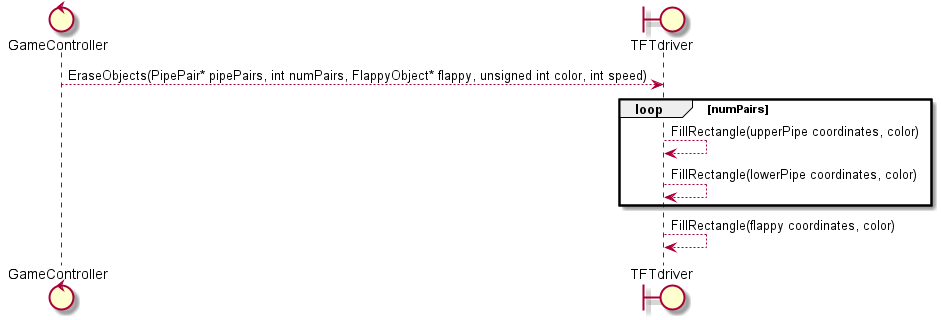 GameController
TFTdriver
EraseObjects(PipePair* pipePairs, int numPairs, FlappyObject* flappy, unsigned int color, int speed)
loop [numPairs]
FillRectangle(upperPipe coordinates, color)
FillRectangle(lowerPipe coordinates, color)
FillRectangle(flappy coordinates, color)
GameController
TFTdriver